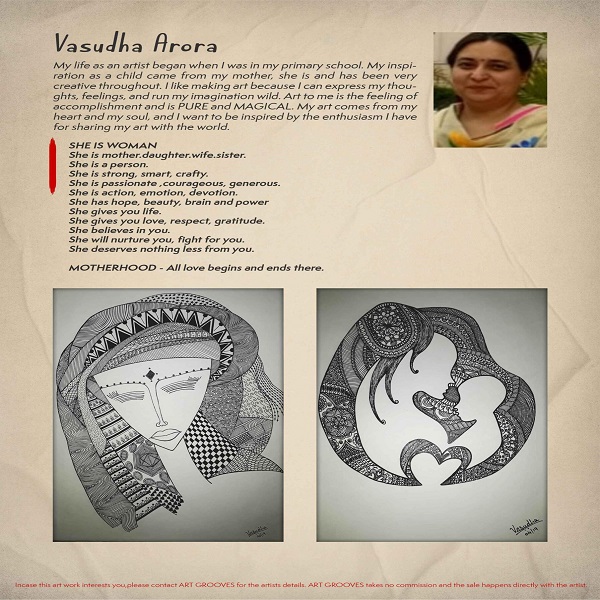 Vasudha Arora
My life as an artist began when I was in my primary school. My inspi-
ration as a child came from my mother, she is and has been very
creative throughout. I like making art because I can express my thou-
ghts, feelings, and run my imagination wild. Art to me is the feeling of
accomplishment and is PURE and MAGICAL. My art comes from my
heart and my soul, and I want to be inspired by the enthusiasm I have
for sharing my art with the world.
SHE IS WOMAN
She is mother.daughter.wife.sister.
She is a person.
She is strong, smart, crafty.
She is passionate ,courageous, generous.
She is action, emotion, devotion.
She has hope, beauty, brain and power
She gives you life.
She gives you love, respect, gratitude.
She believes in you.
She will nurture you, fight for you.
She deserves nothing less from you.
MOTHERHOOD - All love begins and ends there.
Vasudha
Vasudha
Incase this art work interests you,please contact ART GROOVES for the artists details. ART GROOVES takes no commission and the sale happens directly with the artist.